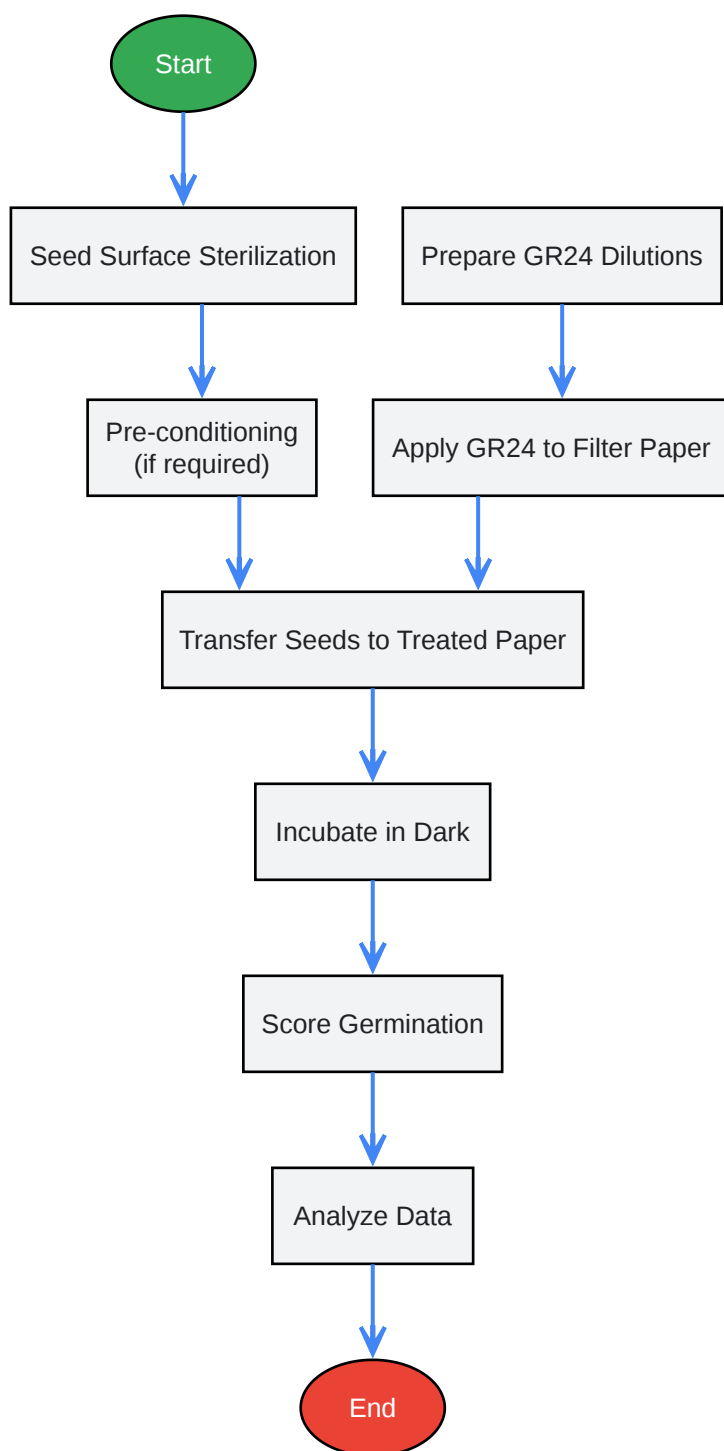 Start
Seed Surface Sterilization
Prepare GR24 Dilutions
Pre-conditioning
(if required)
Apply GR24 to Filter Paper
Transfer Seeds to Treated Paper
Incubate in Dark
Score Germination
Analyze Data
End